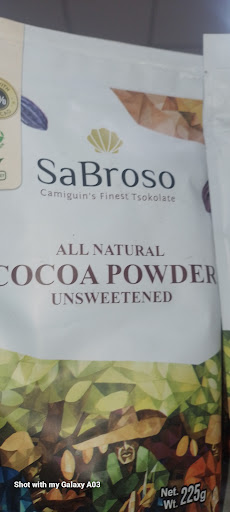 %
SaBroso
Camiguin's Finest Tsokolate
ALL NATURAL
COCOA POWDER
UNSWEETENED
Net. Wt. 225g
Shot with my Galaxy A03